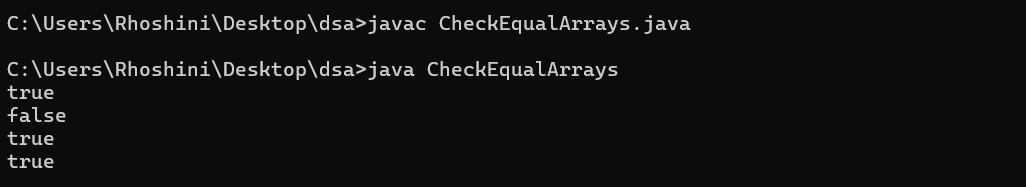 C:\Users\Rhoshini\Desktop\dsa>javac CheckEqualArrays.java
C:\Users\Rhoshini\Desktop\dsa>java CheckEqualArrays
true
false
true
true